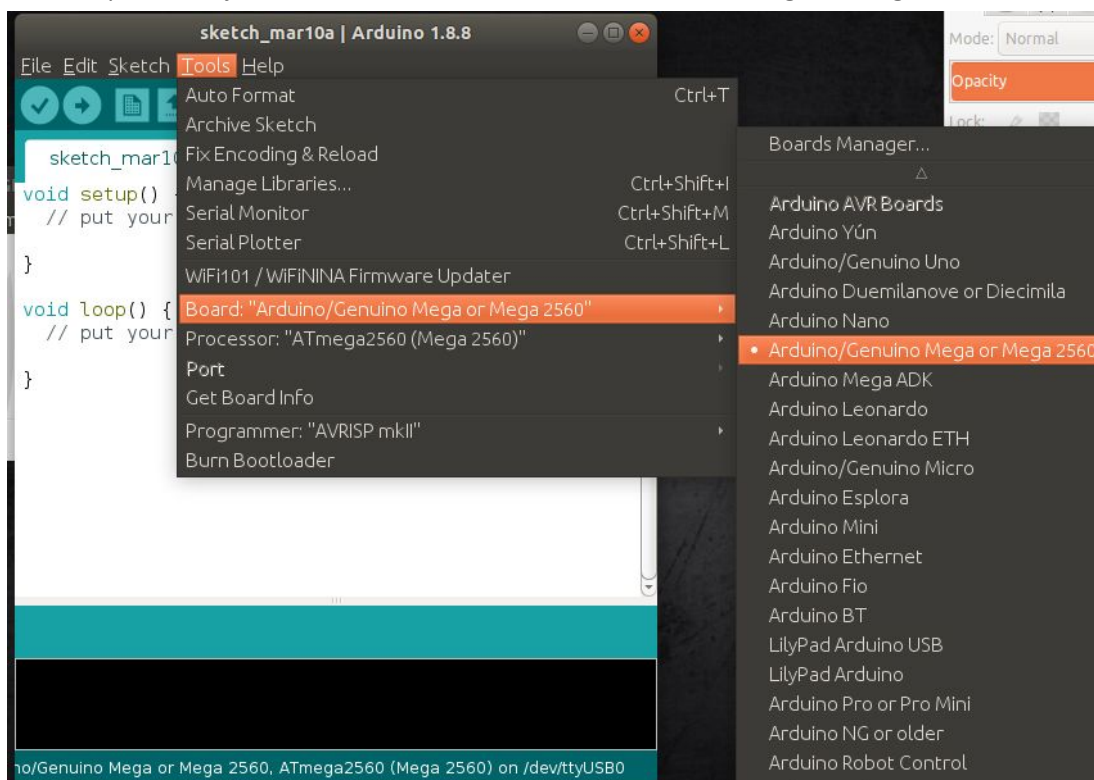 sketch_mar10a | Arduino 1.8.8
File Edit Sketch Tools Help
sketch_mar10
void setup() {
// put your
}
void loop() {
// put your
}
Auto Format Ctrl+T
Archive Sketch
Fix Encoding & Reload
Manage Libraries... Ctrl+Shift+I
Serial Monitor Ctrl+Shift+M
Serial Plotter Ctrl+Shift+L
WiFi101 / WiFiNINA Firmware Updater
Board: "Arduino/Genuino Mega or Mega 2560"
Processor: "ATmega2560 (Mega 2560)"
Port
Get Board Info
Programmer: "AVRISP mkII"
Burn Bootloader
Mode: Normal
Opacity
Lock:
Boards Manager...
Arduino AVR Boards
Arduino Yún
Arduino/Genuino Uno
Arduino Duemilanove or Diecimila
Arduino Nano
Arduino/Genuino Mega or Mega 2560
Arduino Mega ADK
Arduino Leonardo
Arduino Leonardo ETH
Arduino/Genuino Micro
Arduino Esplora
Arduino Mini
Arduino Ethernet
Arduino Fio
Arduino BT
LilyPad Arduino USB
LilyPad Arduino
Arduino Pro or Pro Mini
Arduino NG or older
Arduino Robot Control
no/Genuino Mega or Mega 2560, ATmega2560 (Mega 2560) on /dev/ttyUSB0